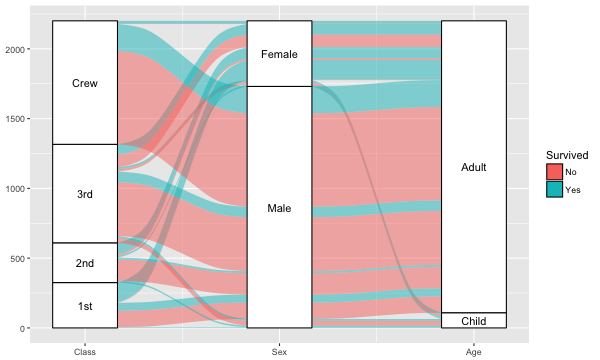 2000
1500
1000
500
0
Crew
3rd
2nd
1st
Female
Male
Adult
Child
Class
Sex
Age
Survived
No
Yes